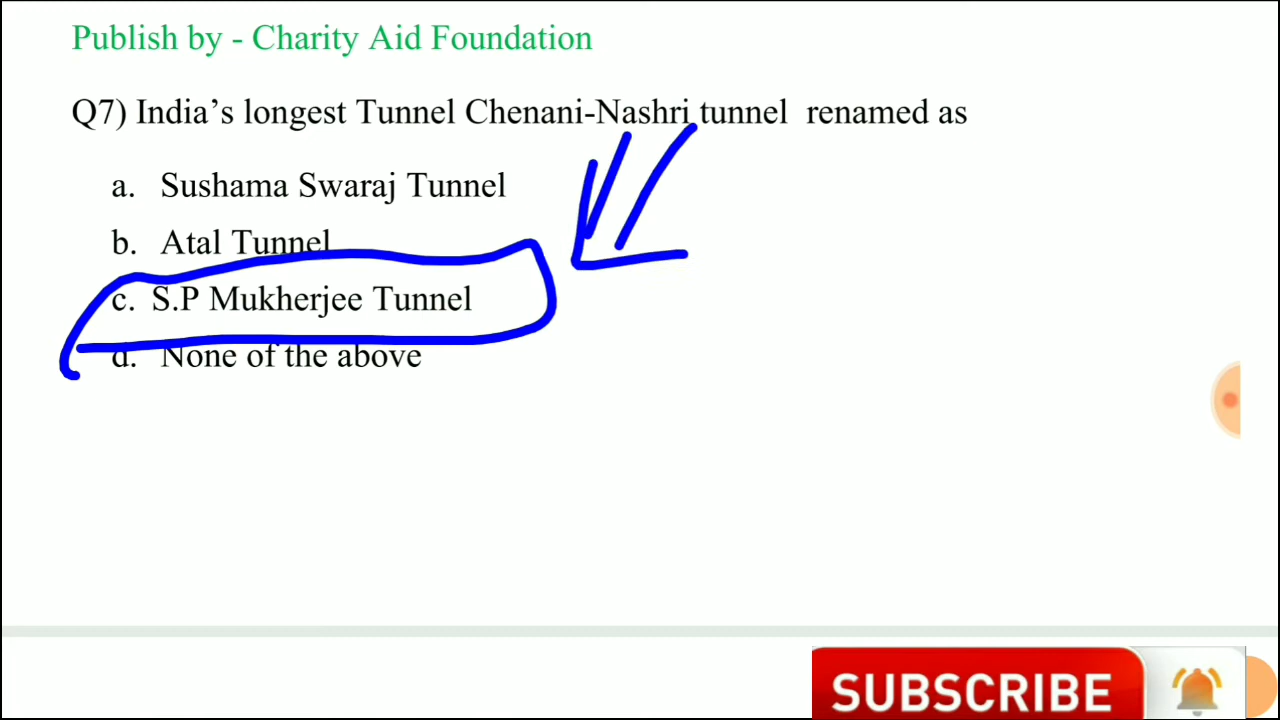 Publish by - Charity Aid Foundation
Q7) India’s longest Tunnel Chenani-Nashri tunnel renamed as
a. Sushama Swaraj Tunnel
b. Atal Tunnel
c. S.P Mukherjee Tunnel
d. None of the above
SUBSCRIBE